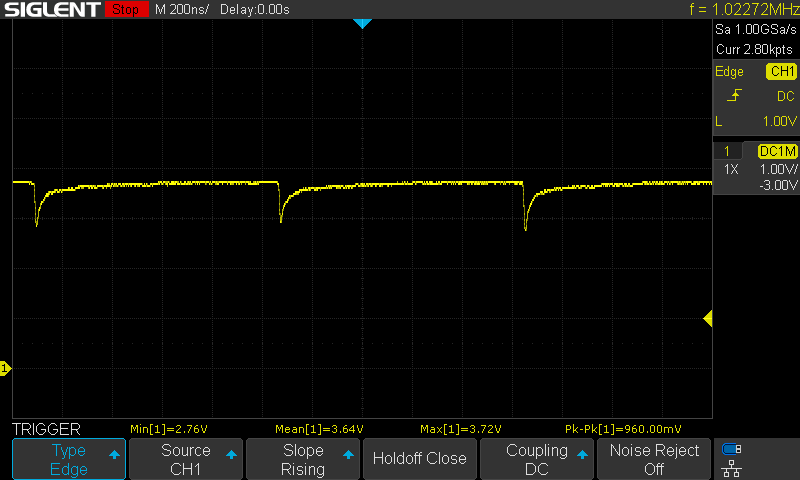 SIGLENT Stop M 200ns/ Delay:0.00s f = 1.02272MHz
Sa 1.00GSa/s
Curr 2.80kpts
Edge CH1
DC
L 1.00V
1 DC1M
1X 1.00V/
-3.00V
1
TRIGGER Min[1]=2.76V Mean[1]=3.64V Max[1]=3.72V Pk-Pk[1]=960.00mV
Type Source Slope Holdoff Close Coupling Noise Reject
Edge CH1 Rising DC Off